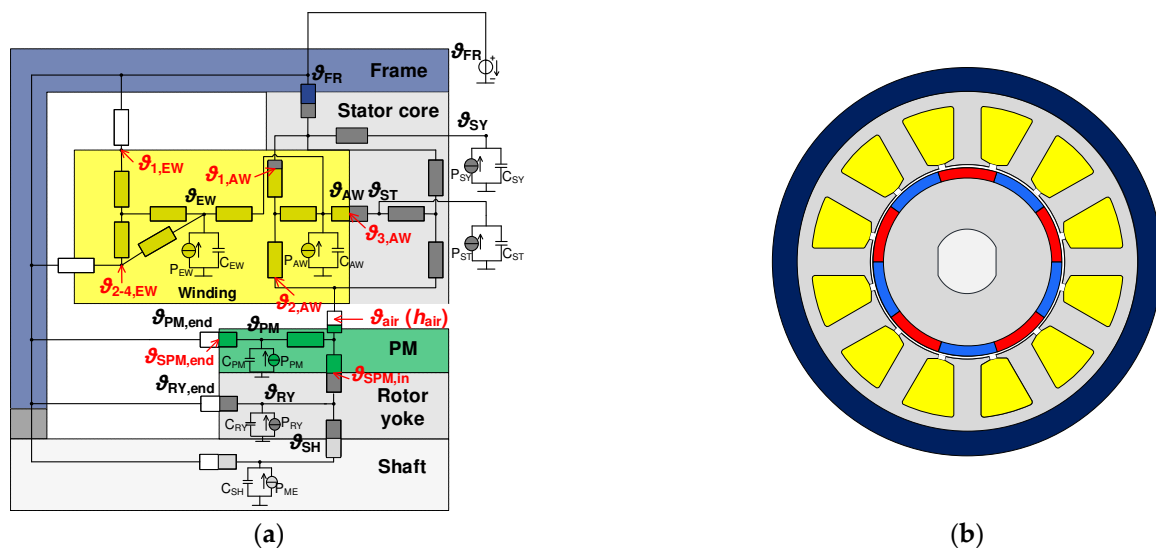 ϑFR
Frame
ϑFR
+
−
Stator core
ϑSY
PSY
CSY
ϑ1,EW
ϑ1,AW
ϑEW
ϑAW
ϑST
ϑ3,AW
PST
CST
PEW
CEW
PAW
CAW
ϑ2-4,EW
Winding
ϑ2,AW
ϑPM,end
ϑPM
ϑair (hair)
ϑSPM,end
CPM
PPM
PM
ϑSPM,in
ϑRY,end
ϑRY
Rotor
yoke
CRY
PRY
ϑSH
Shaft
CSH
PME
(a)
(b)